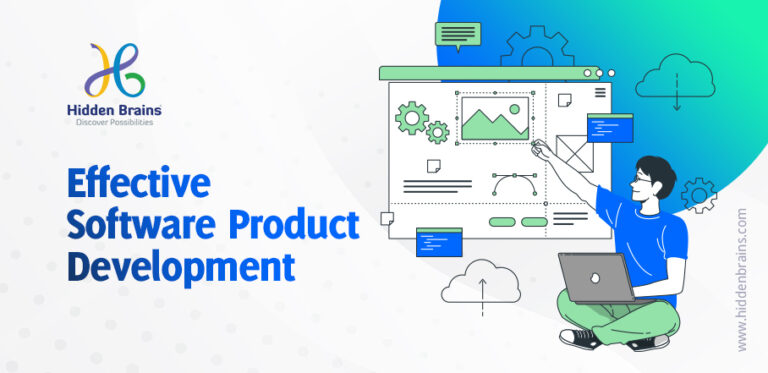 Hidden Brains
Discover Possibilities
Effective
Software Product
Development
www.hiddenbrains.com